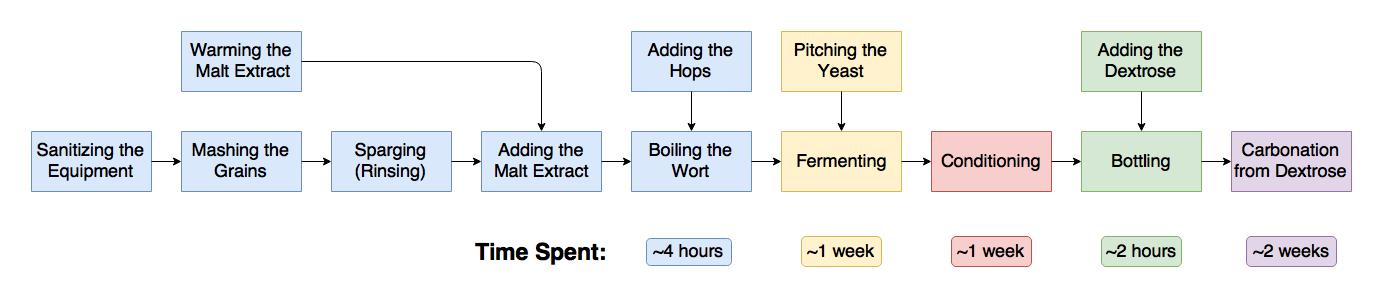 Warming the
Malt Extract
Adding the
Hops
Pitching the
Yeast
Adding the
Dextrose
Sanitizing the
Equipment
Mashing the
Grains
Sparging
(Rinsing)
Adding the
Malt Extract
Boiling the
Wort
Fermenting
Conditioning
Bottling
Carbonation
from Dextrose
Time Spent:
~4 hours
~1 week
~1 week
~2 hours
~2 weeks